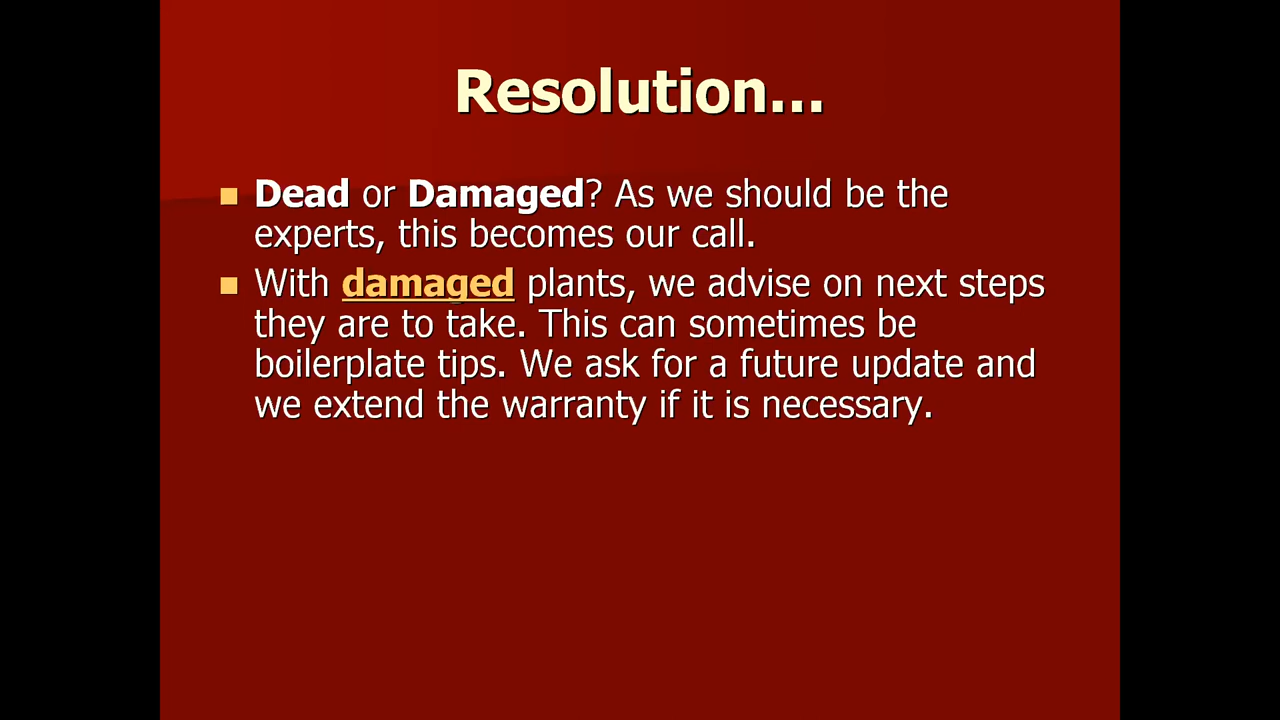 Resolution...
Dead or Damaged? As we should be the
experts, this becomes our call.
With damaged plants, we advise on next steps
they are to take. This can sometimes be
boilerplate tips. We ask for a future update and
we extend the warranty if it is necessary.